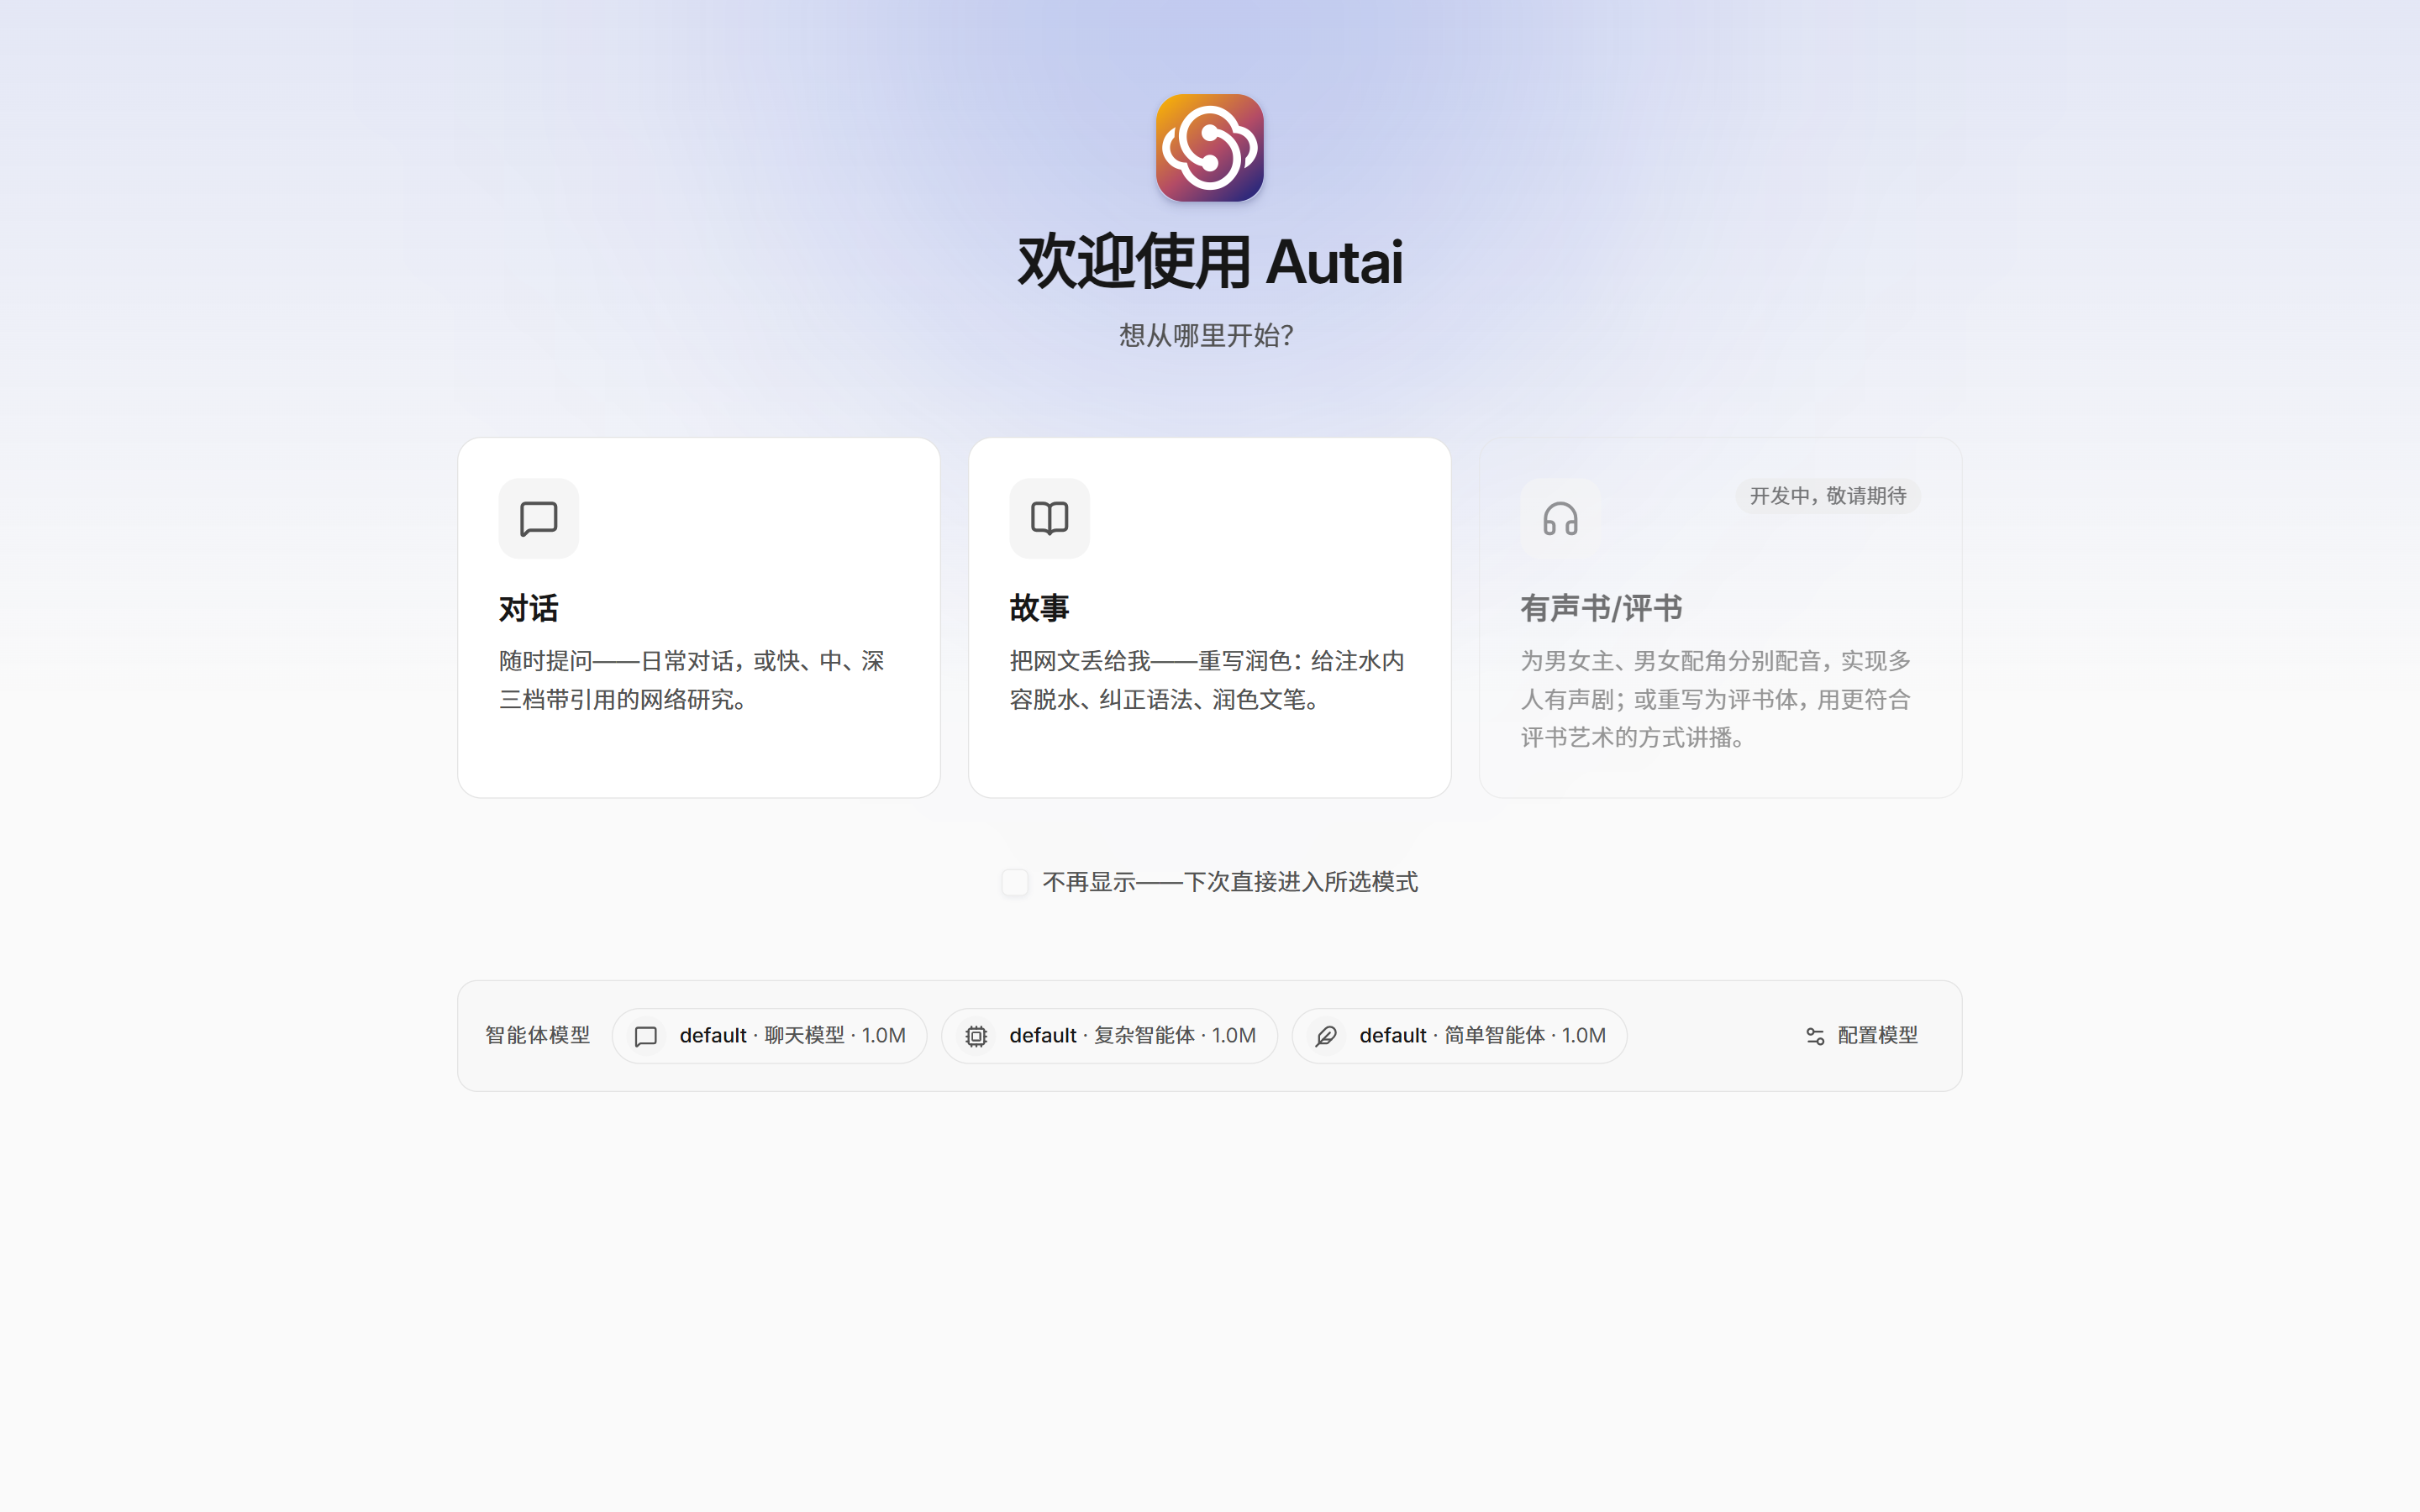 欢迎使用 Autai
想从哪里开始？
对话
随时提问——日常对话，或快、中、深
三档带引用的网络研究。
故事
把网文丢给我——重写润色：给注水内
容脱水、纠正语法、润色文笔。
开发中，敬请期待
有声书/评书
为男女主、男女配角分别配音，实现多
人有声剧；或重写为评书体，用更符合
评书艺术的方式讲播。
不再显示——下次直接进入所选模式
智能体模型
default · 聊天模型 · 1.0M
default · 复杂智能体 · 1.0M
default · 简单智能体 · 1.0M
配置模型